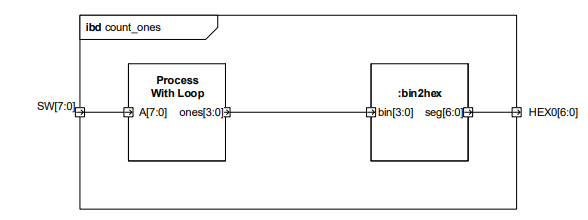 ibd count_ones
Process
With Loop
:bin2hex
SW[7:0]
A[7:0]
ones[3:0]
bin[3:0]
seg[6:0]
HEX0[6:0]